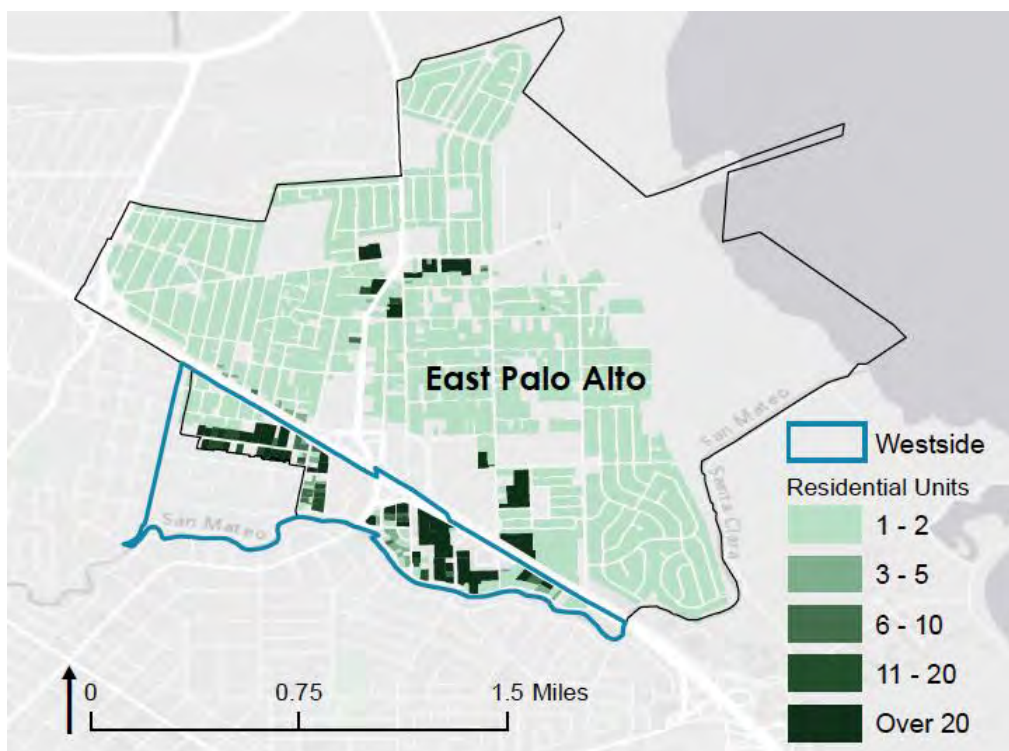 East Palo Alto
San Mateo
Santa Clara
San Mateo
Westside
Residential Units
1 - 2
3 - 5
6 - 10
11 - 20
Over 20
0 0.75 1.5 Miles